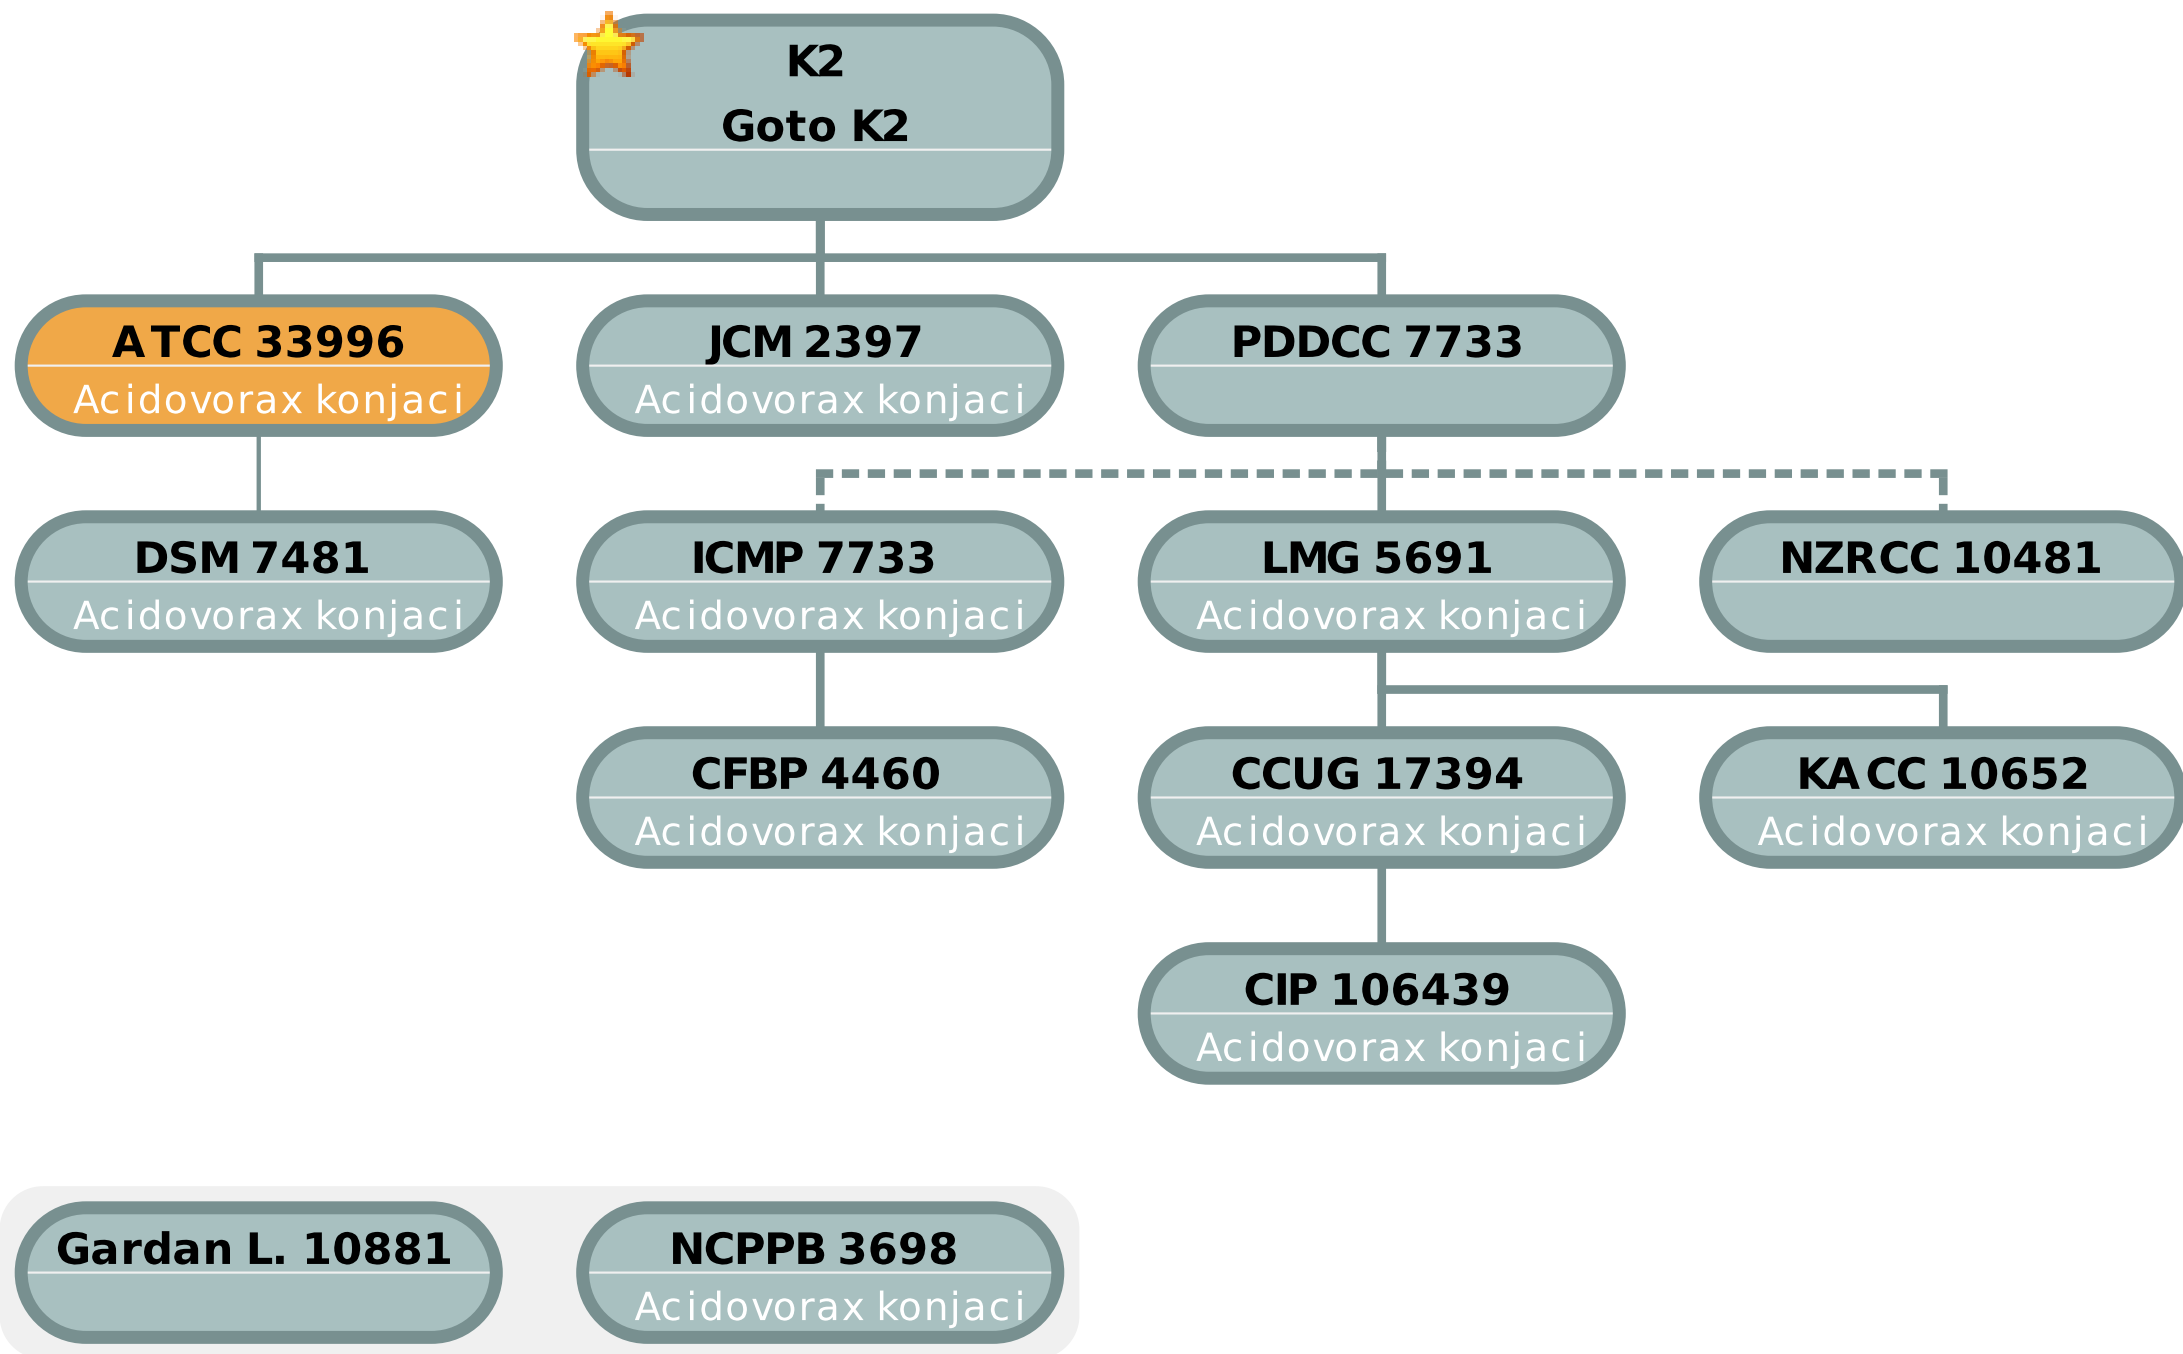 K2
Goto K2
ATCC 33996
Acidovorax konjaci
JCM 2397
Acidovorax konjaci
PDDCC 7733
DSM 7481
Acidovorax konjaci
ICMP 7733
Acidovorax konjaci
LMG 5691
Acidovorax konjaci
NZRCC 10481
CFBP 4460
Acidovorax konjaci
CCUG 17394
Acidovorax konjaci
KACC 10652
Acidovorax konjaci
CIP 106439
Acidovorax konjaci
Gardan L. 10881
NCPPB 3698
Acidovorax konjaci